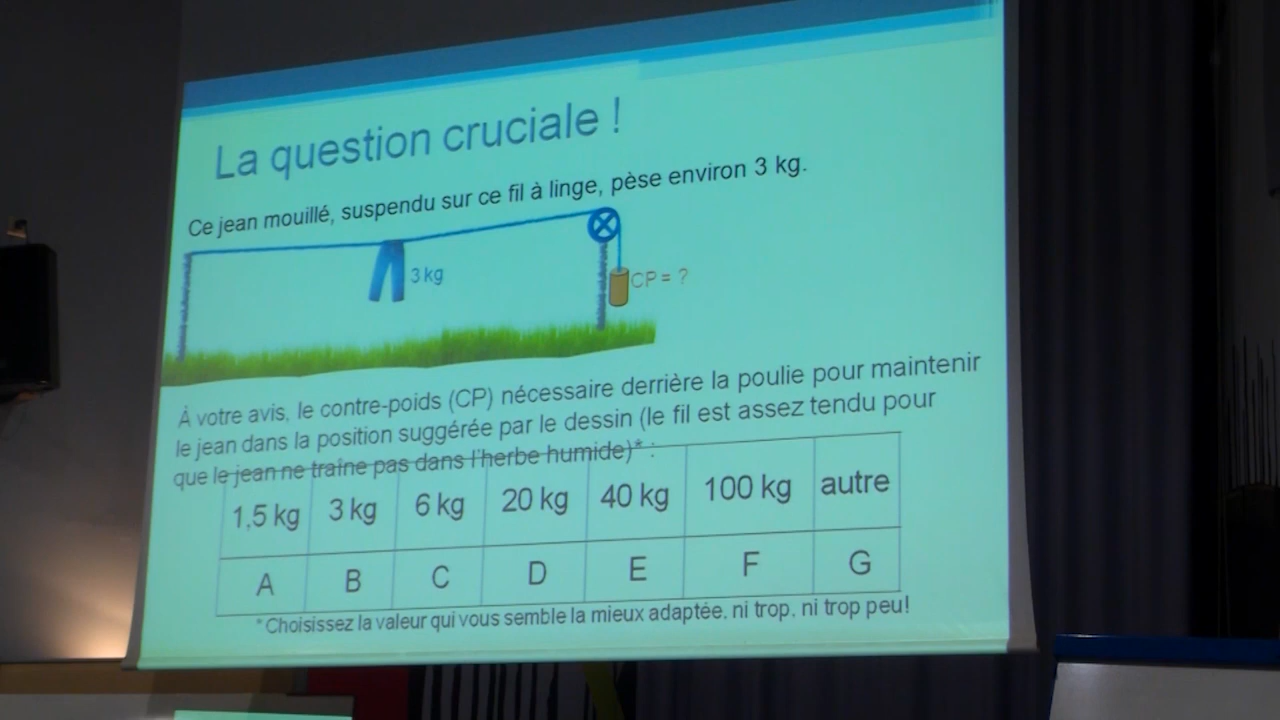 La question cruciale !
Ce jean mouillé, suspendu sur ce fil à linge, pèse environ 3 kg.
3 kg
CP = ?
À votre avis, le contre-poids (CP) nécessaire derrière la poulie pour maintenir
le jean dans la position suggérée par le dessin (le fil est assez tendu pour
que le jean ne traîne pas dans l'herbe humide)* :
1,5 kg 3 kg 6 kg 20 kg 40 kg 100 kg autre
A B C D E F G
* Choisissez la valeur qui vous semble la mieux adaptée, ni trop, ni trop peu!